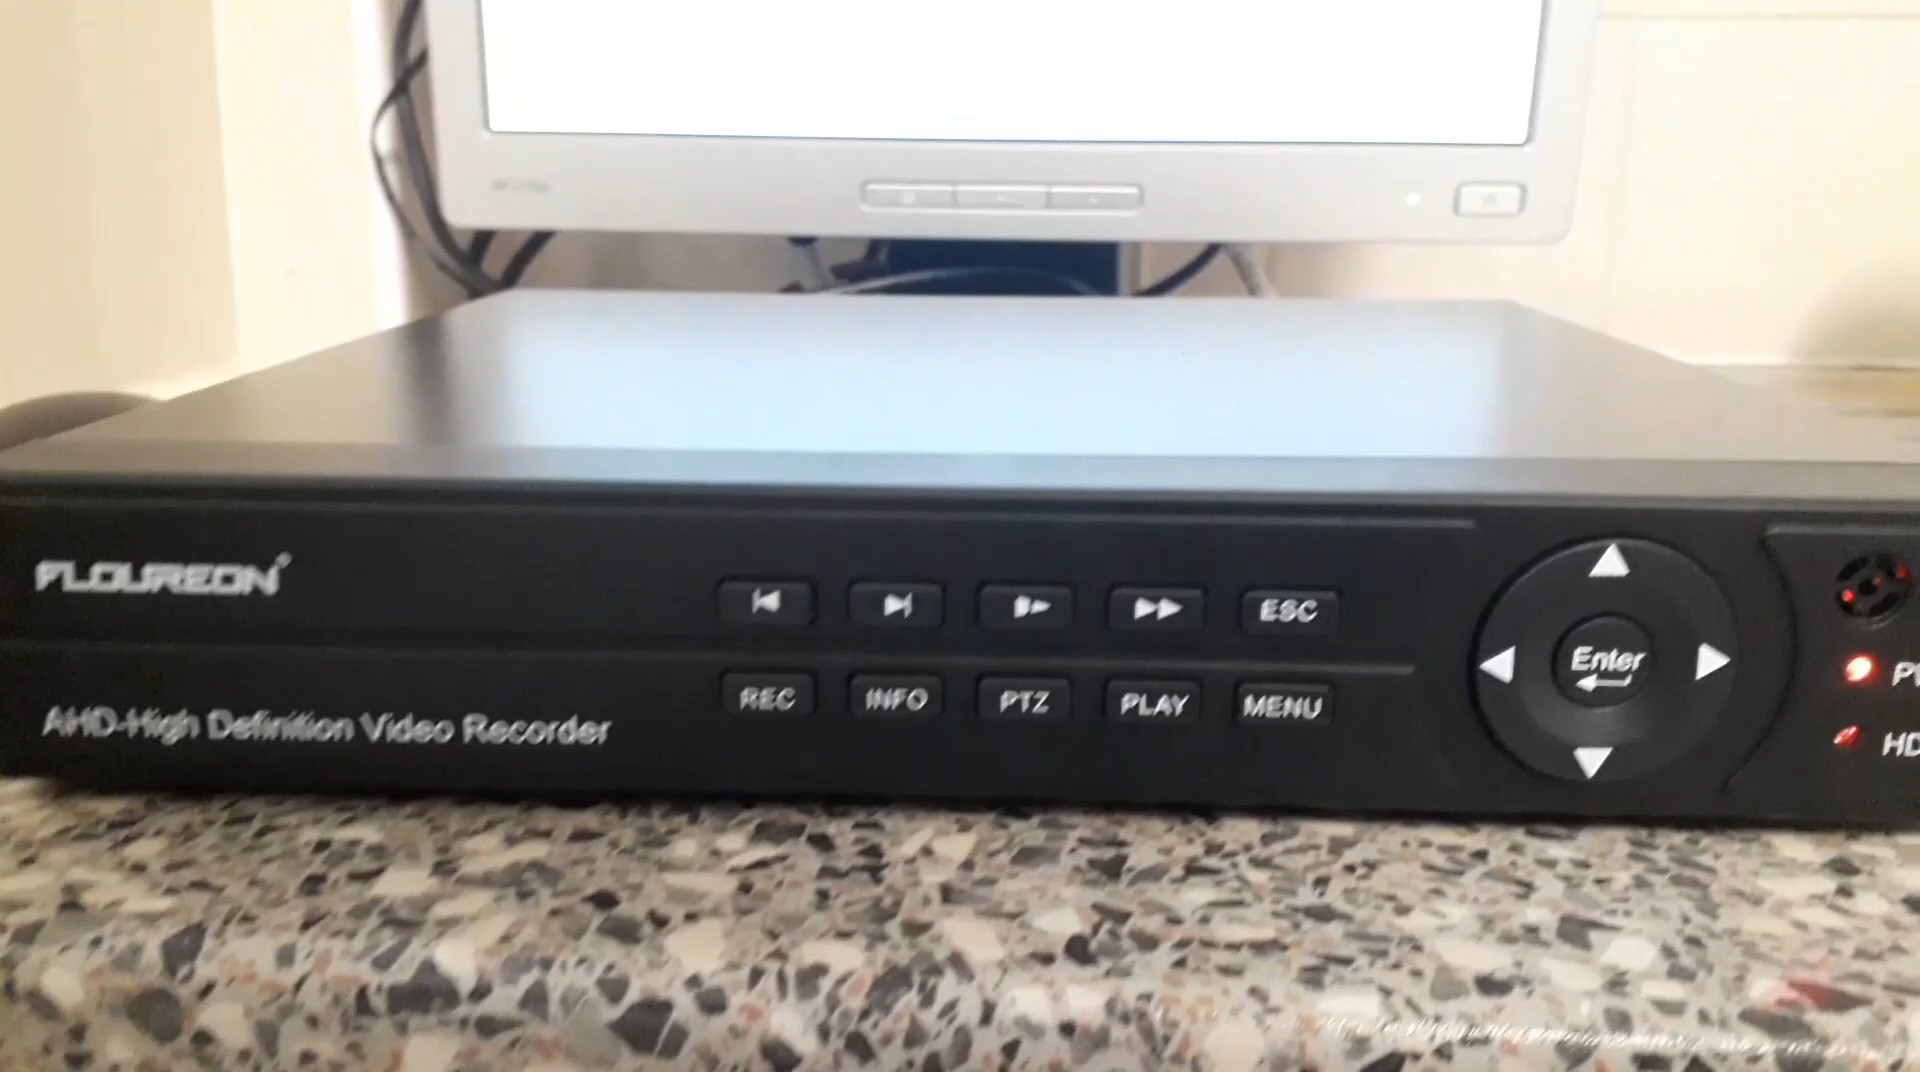 FLOUREON
ESC
REC INFO PTZ PLAY MENU
Enter
AHD-High Definition Video Recorder